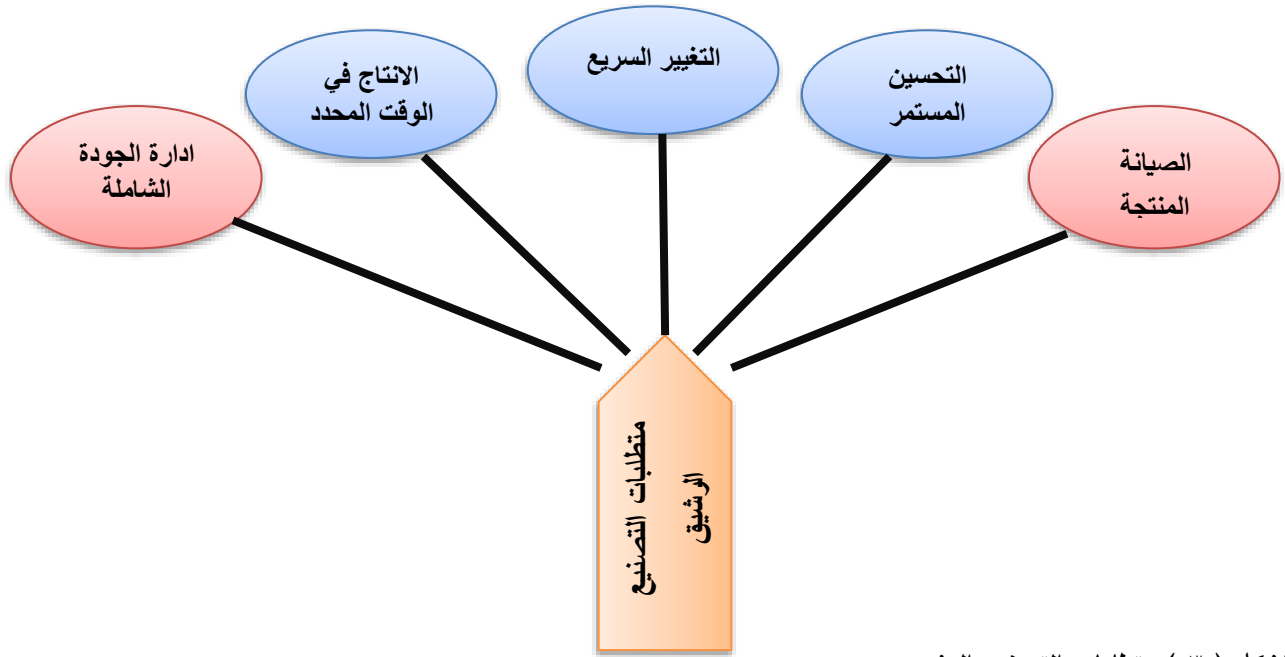 التغيير السريع
الانتاج في
الوقت المحدد
التحسين
المستمر
ادارة الجودة
الشاملة
الصيانة
المنتجة
متطلبات التصنيع
الرشيق